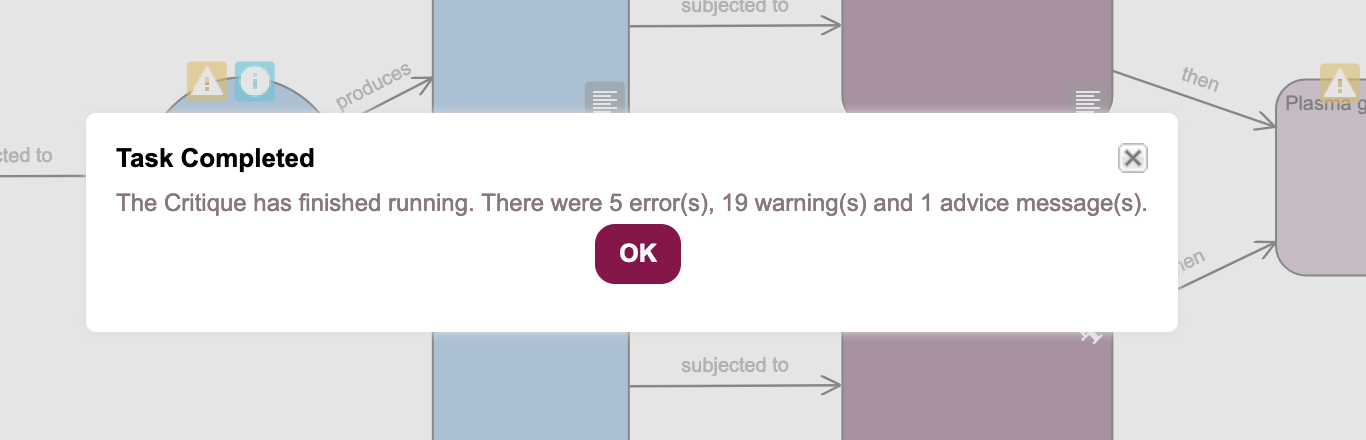 subjected to
produces
then
Plasma g
cted to
Task Completed
The Critique has finished running. There were 5 error(s), 19 warning(s) and 1 advice message(s).
OK
hen
subjected to